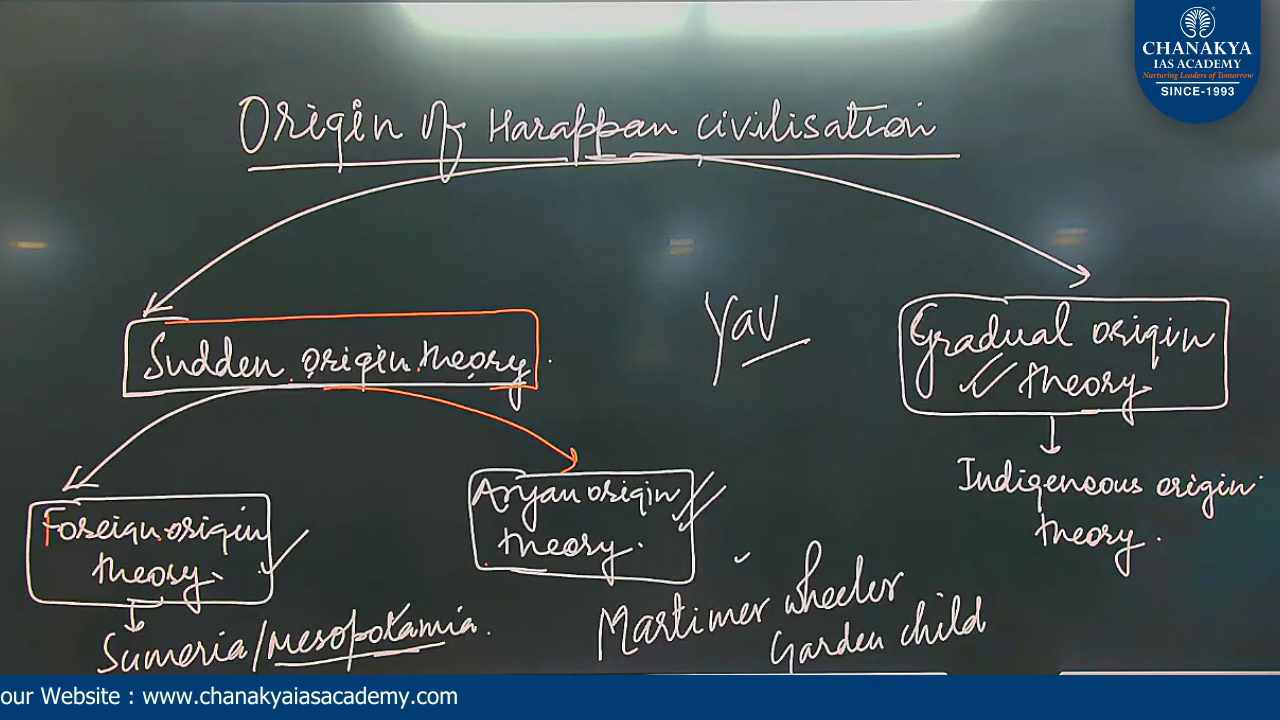 CHANAKYA
IAS ACADEMY
Nurturing Leaders of Tomorrow
SINCE-1993
Origin of Harappan civilisation
Sudden origin theory.
Yav
Gradual origin
theory.
Foreign origin
theory.
Aryan origin
theory.
Indigeneous origin
theory.
Sumeria/Mesopotamia.
Martimer wheeler
Garden child
our Website : www.chanakyaiasacademy.com